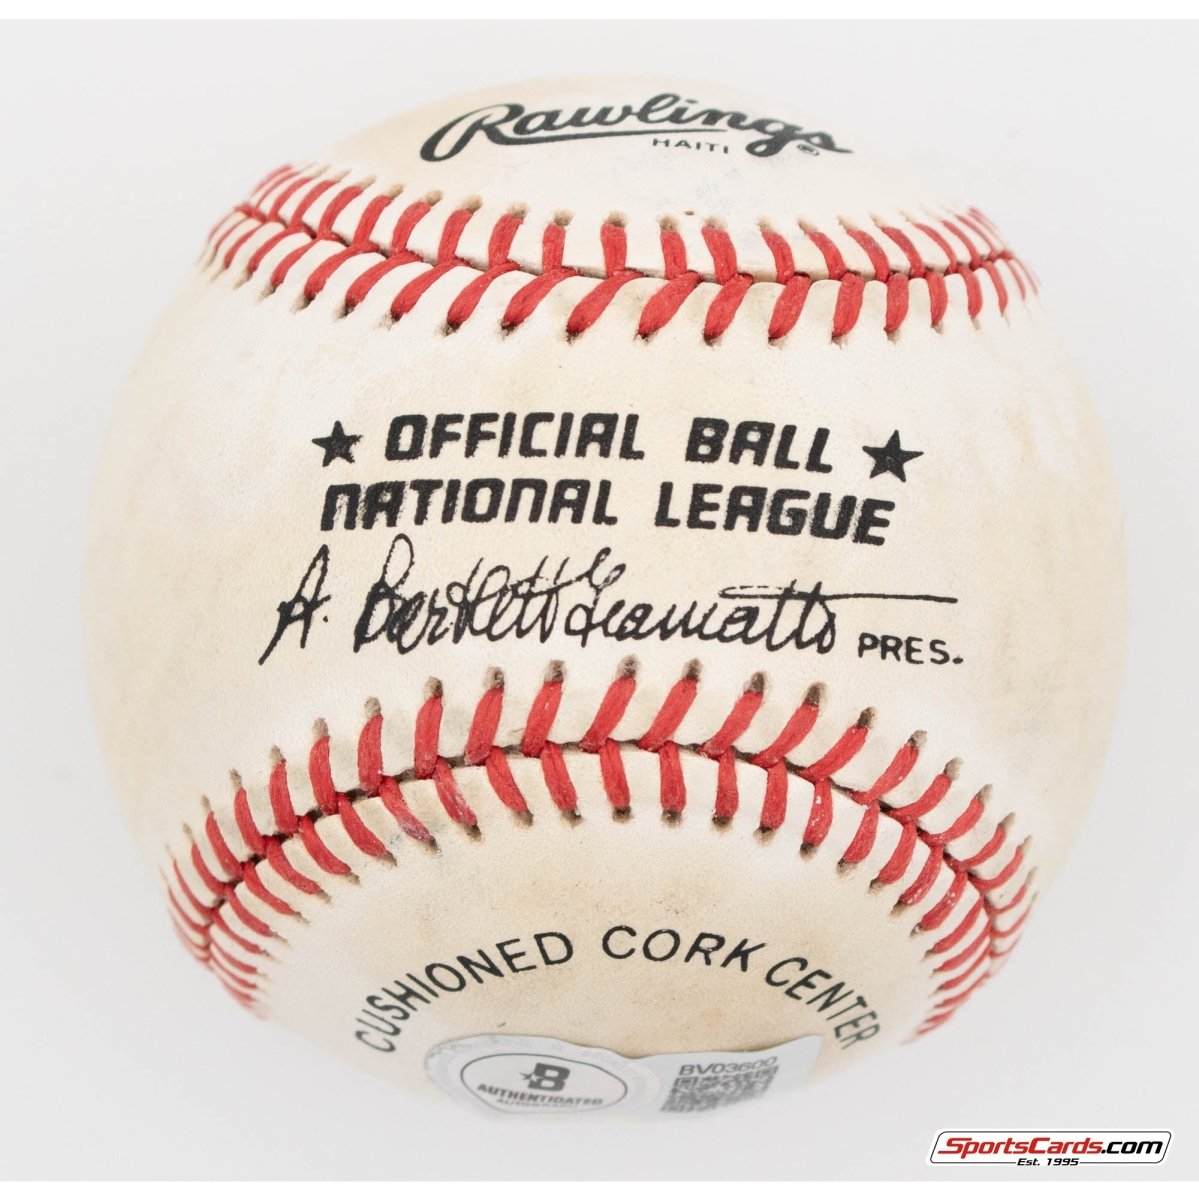 Rawlings ®
HAITI
★ OFFICIAL BALL ★
NATIONAL LEAGUE
A. Bartlett Giamatti PRES.
CUSHIONED CORK CENTER
B
AUTHENTICATED
BV03600
SportsCards.com
Est. 1995